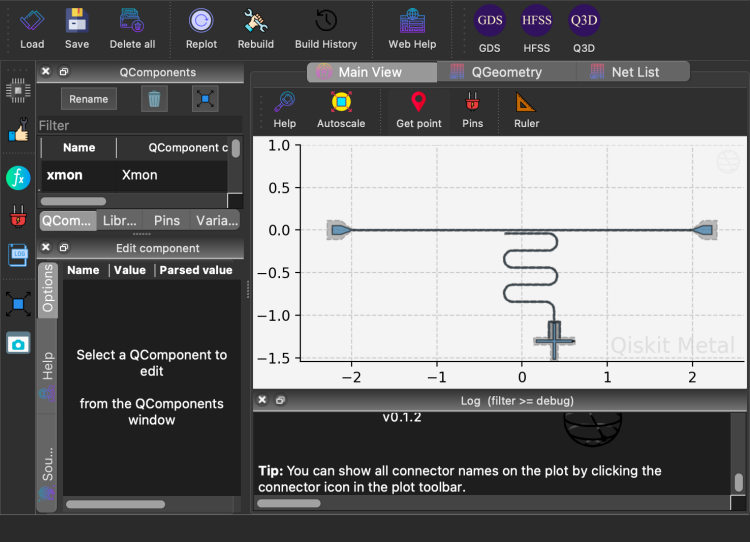 Load
Save
Delete all
Replot
Rebuild
Build History
Web Help
GDS
GDS
HFSS
HFSS
Q3D
Q3D
QComponents
Rename
Filter
Name
QComponent c
xmon
Xmon
QCom...
Libr...
Pins
Varia...
LOG
Edit component
Options
Help
Sou...
Name
Value
Parsed value
Select a QComponent to
edit
from the QComponents
window
Main View
QGeometry
Net List
Help
Autoscale
Get point
Pins
Ruler
1.0
0.5
0.0
−0.5
−1.0
−1.5
−2
−1
0
1
2
Qiskit Metal
Log (filter >= debug)
v0.1.2
Tip: You can show all connector names on the plot by clicking the
connector icon in the plot toolbar.